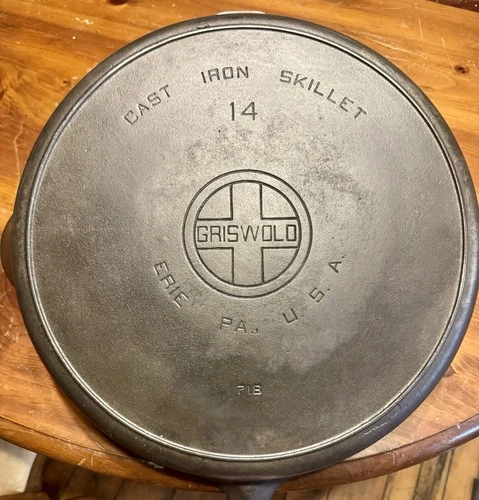 CAST IRON SKILLET
14
GRISWOLD
ERIE PA., U.S.A.
718